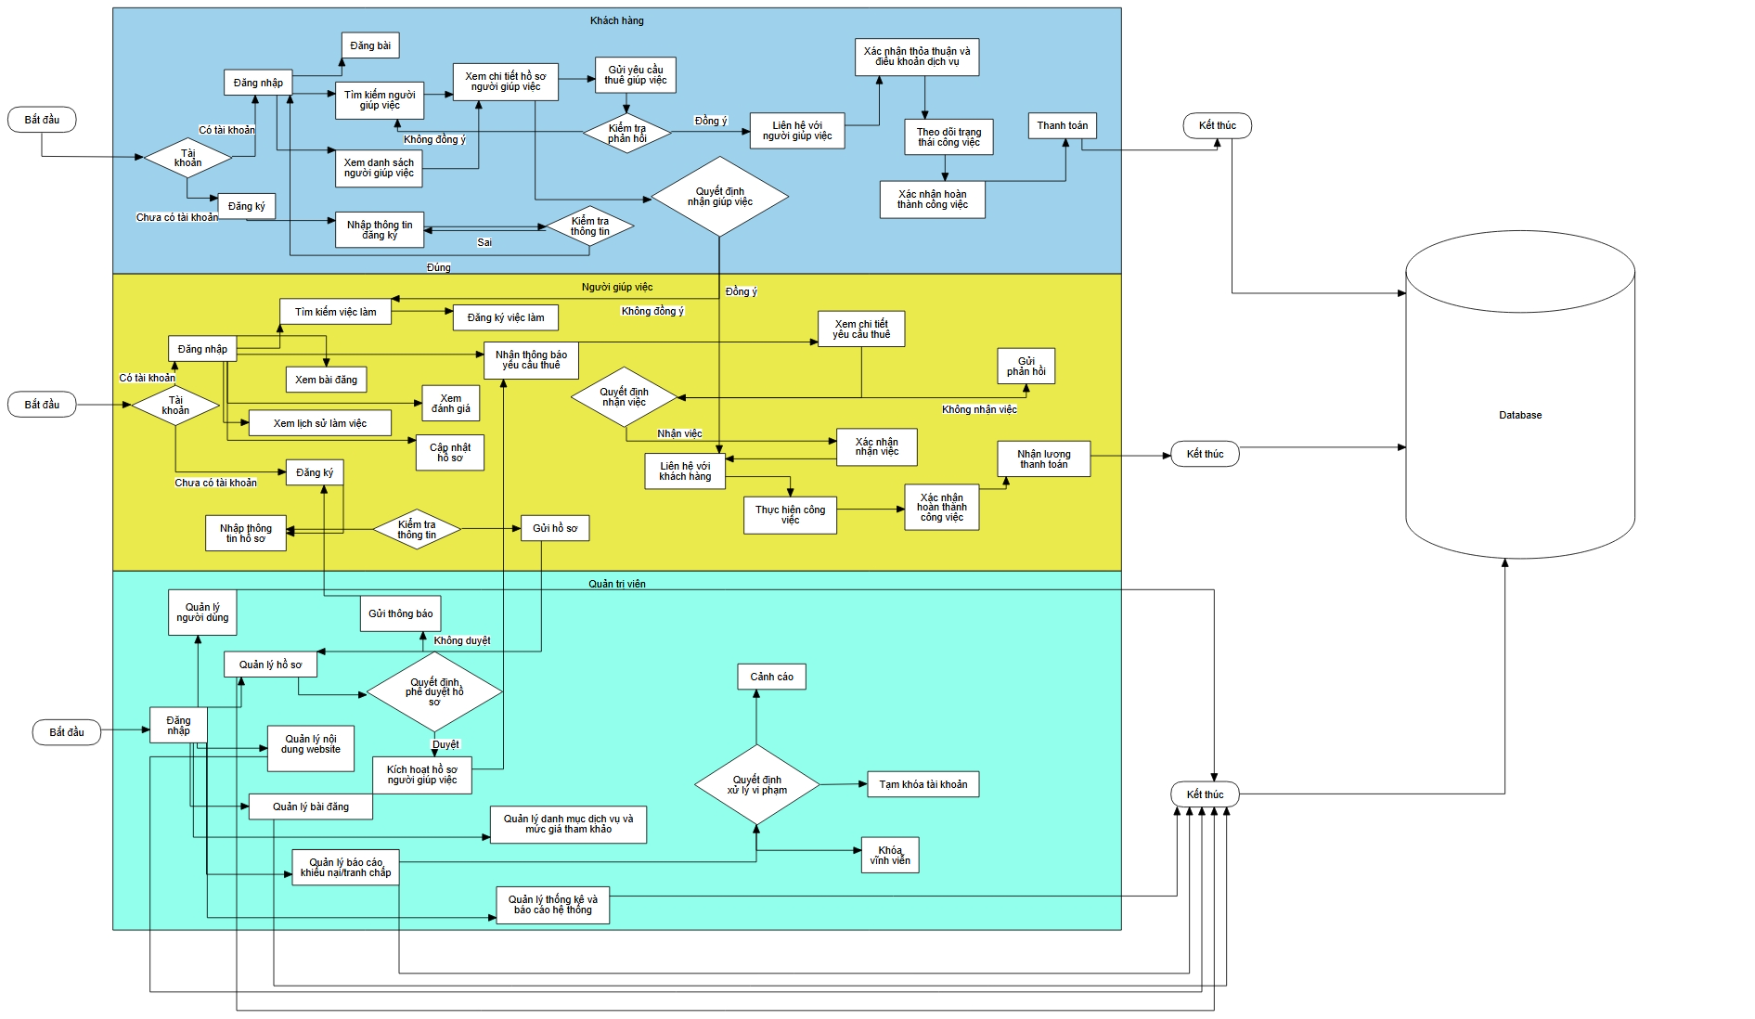 Khách hàng
Bắt đầu
Tài
khoản
Có tài khoản
Chưa có tài khoản
Đăng nhập
Đăng ký
Đăng bài
Tìm kiếm người
giúp việc
Xem danh sách
người giúp việc
Nhập thông tin
đăng ký
Kiểm tra
thông tin
Sai
Đúng
Xem chi tiết hồ sơ
người giúp việc
Gửi yêu cầu
thuê giúp việc
Kiểm tra
phản hồi
Không đồng ý
Đồng ý
Liên hệ với
người giúp việc
Xác nhận thỏa thuận và
điều khoản dịch vụ
Theo dõi trạng
thái công việc
Xác nhận hoàn
thành công việc
Thanh toán
Kết thúc
Quyết định
nhận giúp việc
Người giúp việc
Đồng ý
Không đồng ý
Bắt đầu
Tài
khoản
Có tài khoản
Chưa có tài khoản
Đăng nhập
Tìm kiếm việc làm
Đăng ký việc làm
Xem bài đăng
Nhận thông báo
yêu cầu thuê
Xem
đánh giá
Xem lịch sử làm việc
Cập nhật
hồ sơ
Đăng ký
Nhập thông
tin hồ sơ
Kiểm tra
thông tin
Gửi hồ sơ
Xem chi tiết
yêu cầu thuê
Quyết định
nhận việc
Gửi
phản hồi
Không nhận việc
Nhận việc
Xác nhận
nhận việc
Liên hệ với
khách hàng
Thực hiện công
việc
Xác nhận
hoàn thành
công việc
Nhận lương
thanh toán
Kết thúc
Database
Quản trị viên
Bắt đầu
Đăng
nhập
Quản lý
người dùng
Gửi thông báo
Không duyệt
Quản lý hồ sơ
Quyết định
phê duyệt hồ
sơ
Duyệt
Quản lý nội
dung website
Kích hoạt hồ sơ
người giúp việc
Quản lý bài đăng
Quản lý danh mục dịch vụ và
mức giá tham khảo
Quản lý báo cáo
khiếu nại/tranh chấp
Quản lý thống kê và
báo cáo hệ thống
Cảnh cáo
Quyết định
xử lý vi phạm
Tạm khóa tài khoản
Khóa
vĩnh viễn
Kết thúc